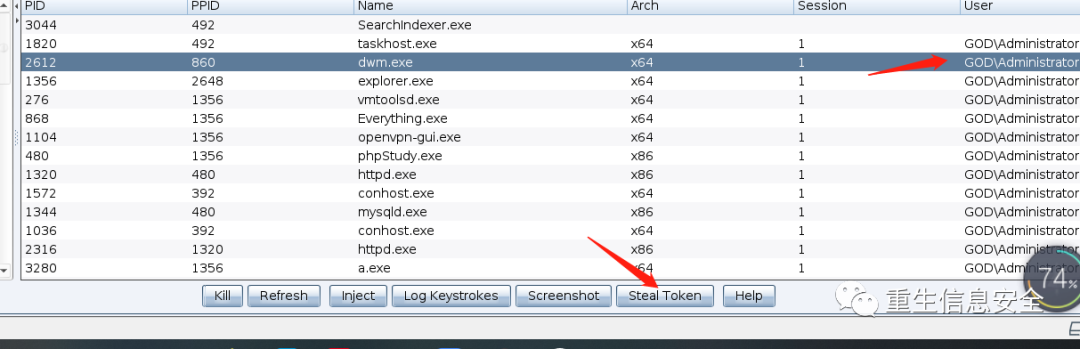 PID PPID Name Arch Session User
3044 492 SearchIndexer.exe
1820 492 taskhost.exe x64 1 GOD\Administrator
2612 860 dwm.exe x64 1 GOD\Administrator
1356 2648 explorer.exe x64 1 GOD\Administrator
276 1356 vmtoolsd.exe x64 1 GOD\Administrator
868 1356 Everything.exe x64 1 GOD\Administrator
1104 1356 openvpn-gui.exe x64 1 GOD\Administrator
480 1356 phpStudy.exe x86 1 GOD\Administrator
1320 480 httpd.exe x86 1 GOD\Administrator
1572 392 conhost.exe x64 1 GOD\Administrator
1344 480 mysqld.exe x86 1 GOD\Administrator
1036 392 conhost.exe x64 1 GOD\Administrator
2316 1320 httpd.exe x86 1 GOD\Administrator
3280 1356 a.exe x64 1 GOD\Administrator
Kill Refresh Inject Log Keystrokes Screenshot Steal Token Help
74%
重生信息安全